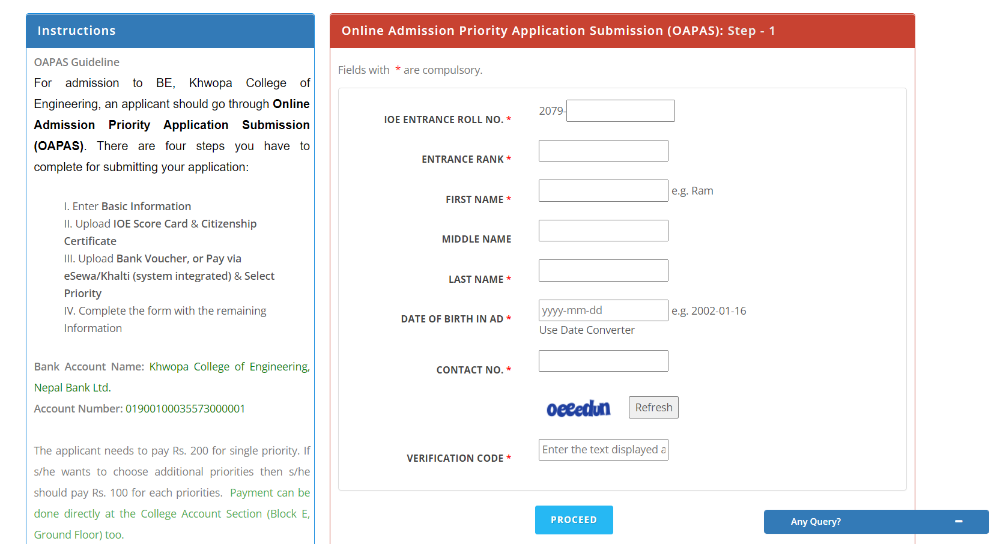 Instructions
OAPAS Guideline
For admission to BE, Khwopa College of
Engineering, an applicant should go through Online
Admission Priority Application Submission
(OAPAS). There are four steps you have to
complete for submitting your application:
I. Enter Basic Information
II. Upload IOE Score Card & Citizenship
Certificate
III. Upload Bank Voucher, or Pay via
eSewa/Khalti (system integrated) & Select
Priority
IV. Complete the form with the remaining
Information
Bank Account Name: Khwopa College of Engineering,
Nepal Bank Ltd.
Account Number: 01900100035573000001
The applicant needs to pay Rs. 200 for single priority. If
s/he wants to choose additional priorities then s/he
should pay Rs. 100 for each priorities. Payment can be
done directly at the College Account Section (Block E,
Ground Floor) too.
Online Admission Priority Application Submission (OAPAS): Step - 1
Fields with * are compulsory.
IOE ENTRANCE ROLL NO. * 2079-
ENTRANCE RANK *
FIRST NAME * e.g. Ram
MIDDLE NAME
LAST NAME *
DATE OF BIRTH IN AD * yyyy-mm-dd e.g. 2002-01-16
Use Date Converter
CONTACT NO. *
oeeedun Refresh
VERIFICATION CODE * Enter the text displayed a
PROCEED
Any Query?